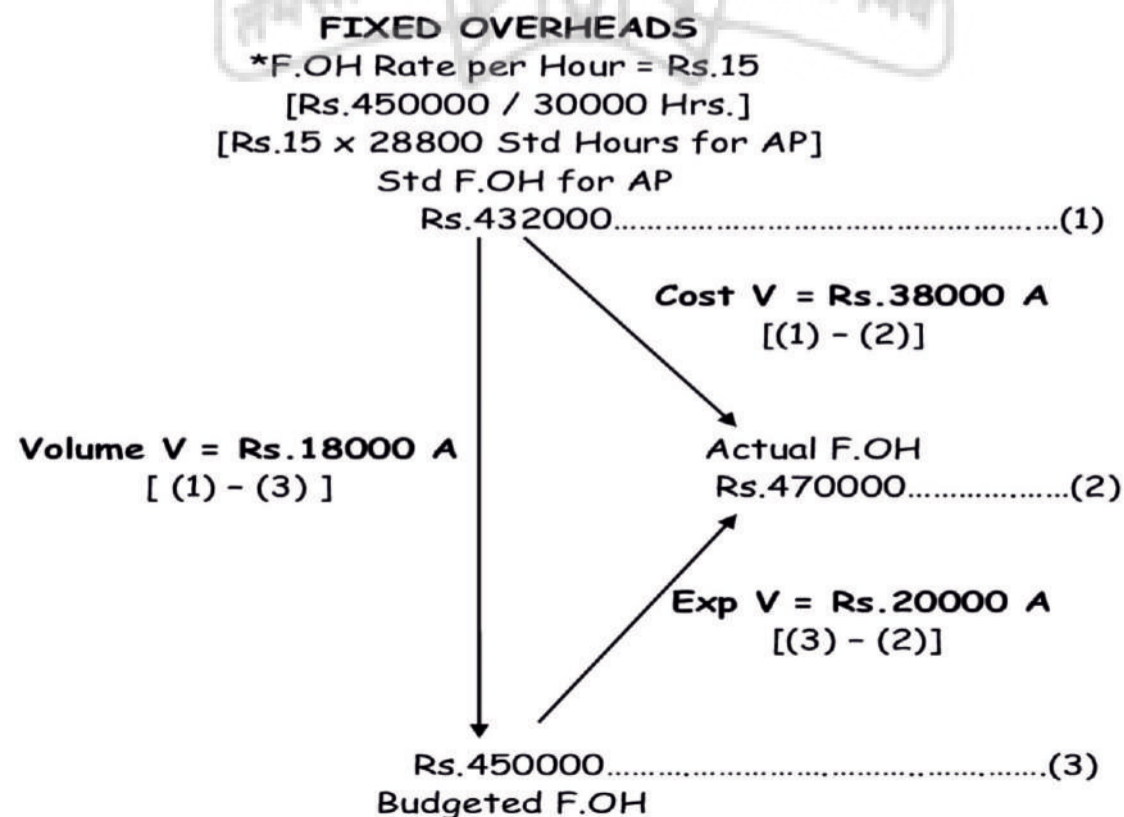 FIXED OVERHEADS
*F.OH Rate per Hour = Rs.15
[Rs.450000 / 30000 Hrs.]
[Rs.15 x 28800 Std Hours for AP]
Std F.OH for AP
Rs.432000......................................................(1)
Cost V = Rs.38000 A
[(1) - (2)]
Volume V = Rs.18000 A
[ (1) - (3) ]
Actual F.OH
Rs.470000...................(2)
Exp V = Rs.20000 A
[(3) - (2)]
Rs.450000.....................................................(3)
Budgeted F.OH